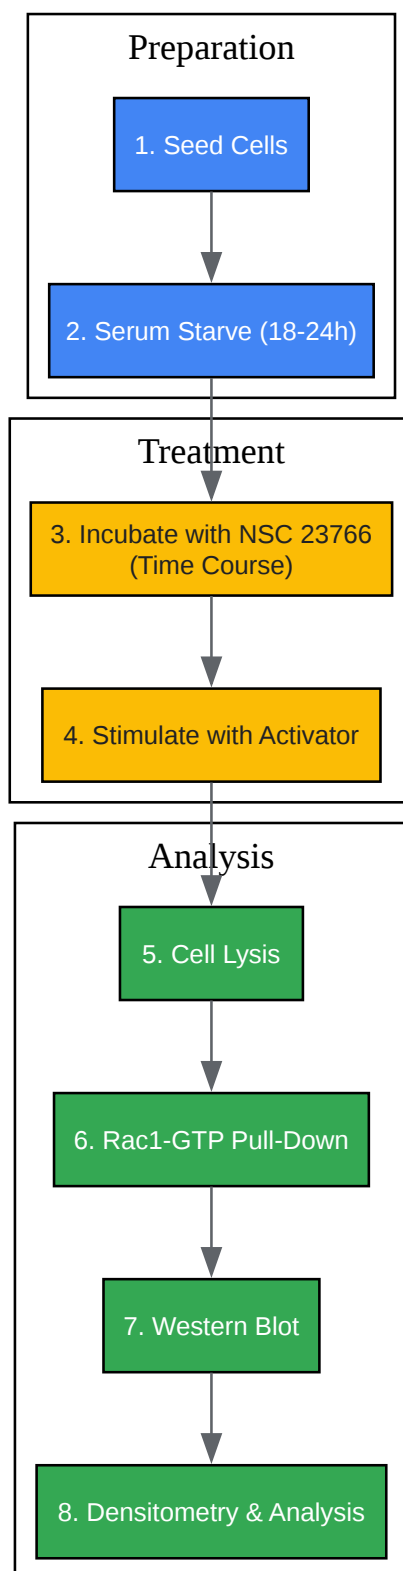 Preparation
1. Seed Cells
2. Serum Starve (18-24h)
Treatment
3. Incubate with NSC 23766
(Time Course)
4. Stimulate with Activator
Analysis
5. Cell Lysis
6. Rac1-GTP Pull-Down
7. Western Blot
8. Densitometry & Analysis